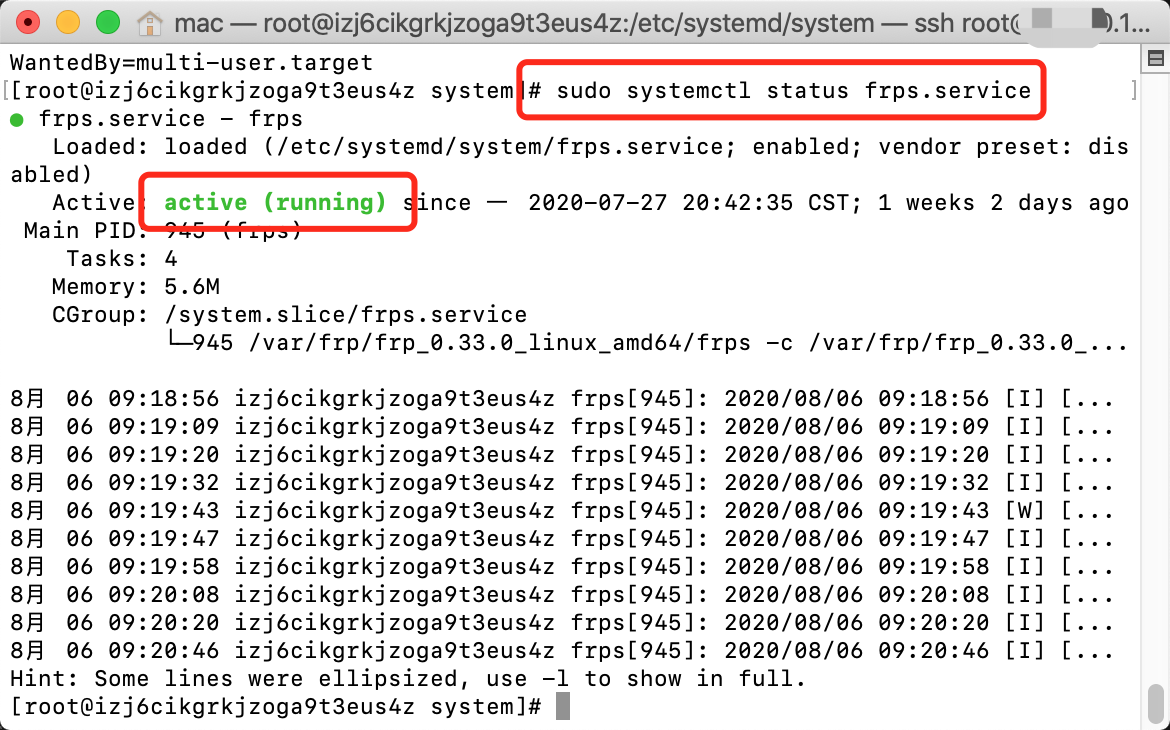 mac — root@izj6cikgrkjzoga9t3eus4z:/etc/systemd/system — ssh root@ 0.1...
WantedBy=multi-user.target
[[root@izj6cikgrkjzoga9t3eus4z system]# sudo systemctl status frps.service ]
● frps.service - frps
Loaded: loaded (/etc/systemd/system/frps.service; enabled; vendor preset: dis
abled)
Active: active (running) since 一 2020-07-27 20:42:35 CST; 1 weeks 2 days ago
Main PID: 945 (frps)
Tasks: 4
Memory: 5.6M
CGroup: /system.slice/frps.service
└─945 /var/frp/frp_0.33.0_linux_amd64/frps -c /var/frp/frp_0.33.0_...
8月 06 09:18:56 izj6cikgrkjzoga9t3eus4z frps[945]: 2020/08/06 09:18:56 [I] [...
8月 06 09:19:09 izj6cikgrkjzoga9t3eus4z frps[945]: 2020/08/06 09:19:09 [I] [...
8月 06 09:19:20 izj6cikgrkjzoga9t3eus4z frps[945]: 2020/08/06 09:19:20 [I] [...
8月 06 09:19:32 izj6cikgrkjzoga9t3eus4z frps[945]: 2020/08/06 09:19:32 [I] [...
8月 06 09:19:43 izj6cikgrkjzoga9t3eus4z frps[945]: 2020/08/06 09:19:43 [W] [...
8月 06 09:19:47 izj6cikgrkjzoga9t3eus4z frps[945]: 2020/08/06 09:19:47 [I] [...
8月 06 09:19:58 izj6cikgrkjzoga9t3eus4z frps[945]: 2020/08/06 09:19:58 [I] [...
8月 06 09:20:08 izj6cikgrkjzoga9t3eus4z frps[945]: 2020/08/06 09:20:08 [I] [...
8月 06 09:20:20 izj6cikgrkjzoga9t3eus4z frps[945]: 2020/08/06 09:20:20 [I] [...
8月 06 09:20:46 izj6cikgrkjzoga9t3eus4z frps[945]: 2020/08/06 09:20:46 [I] [...
Hint: Some lines were ellipsized, use -l to show in full.
[root@izj6cikgrkjzoga9t3eus4z system]#